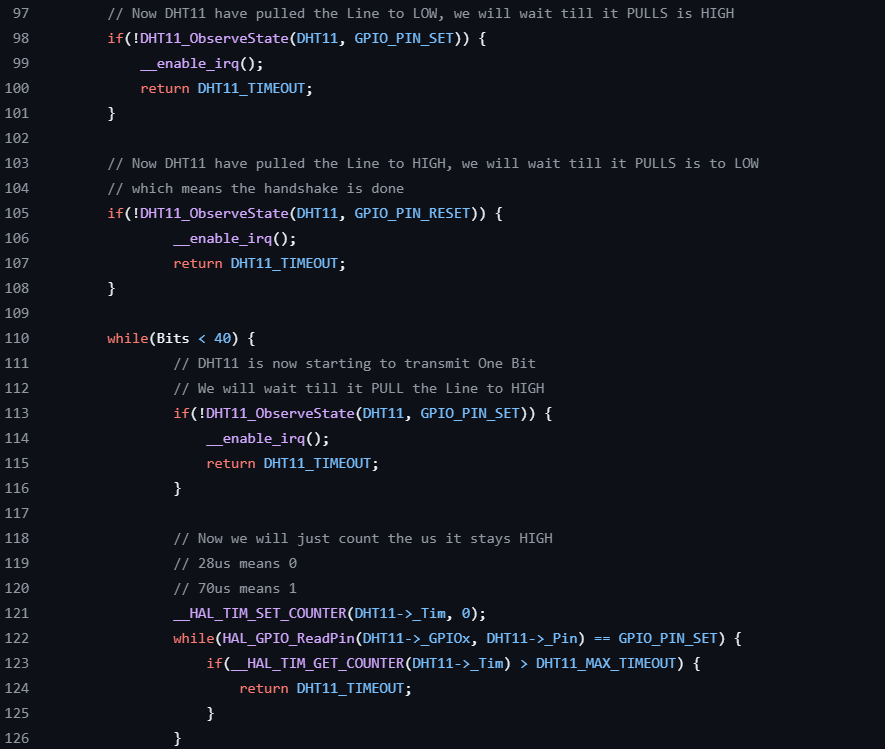 97 // Now DHT11 have pulled the Line to LOW, we will wait till it PULLS is HIGH
98 if(!DHT11_ObserveState(DHT11, GPIO_PIN_SET)) {
99 __enable_irq();
100 return DHT11_TIMEOUT;
101 }
102
103 // Now DHT11 have pulled the Line to HIGH, we will wait till it PULLS is to LOW
104 // which means the handshake is done
105 if(!DHT11_ObserveState(DHT11, GPIO_PIN_RESET)) {
106 __enable_irq();
107 return DHT11_TIMEOUT;
108 }
109
110 while(Bits < 40) {
111 // DHT11 is now starting to transmit One Bit
112 // We will wait till it PULL the Line to HIGH
113 if(!DHT11_ObserveState(DHT11, GPIO_PIN_SET)) {
114 __enable_irq();
115 return DHT11_TIMEOUT;
116 }
117
118 // Now we will just count the us it stays HIGH
119 // 28us means 0
120 // 70us means 1
121 __HAL_TIM_SET_COUNTER(DHT11->_Tim, 0);
122 while(HAL_GPIO_ReadPin(DHT11->_GPIOx, DHT11->_Pin) == GPIO_PIN_SET) {
123 if(__HAL_TIM_GET_COUNTER(DHT11->_Tim) > DHT11_MAX_TIMEOUT) {
124 return DHT11_TIMEOUT;
125 }
126 }